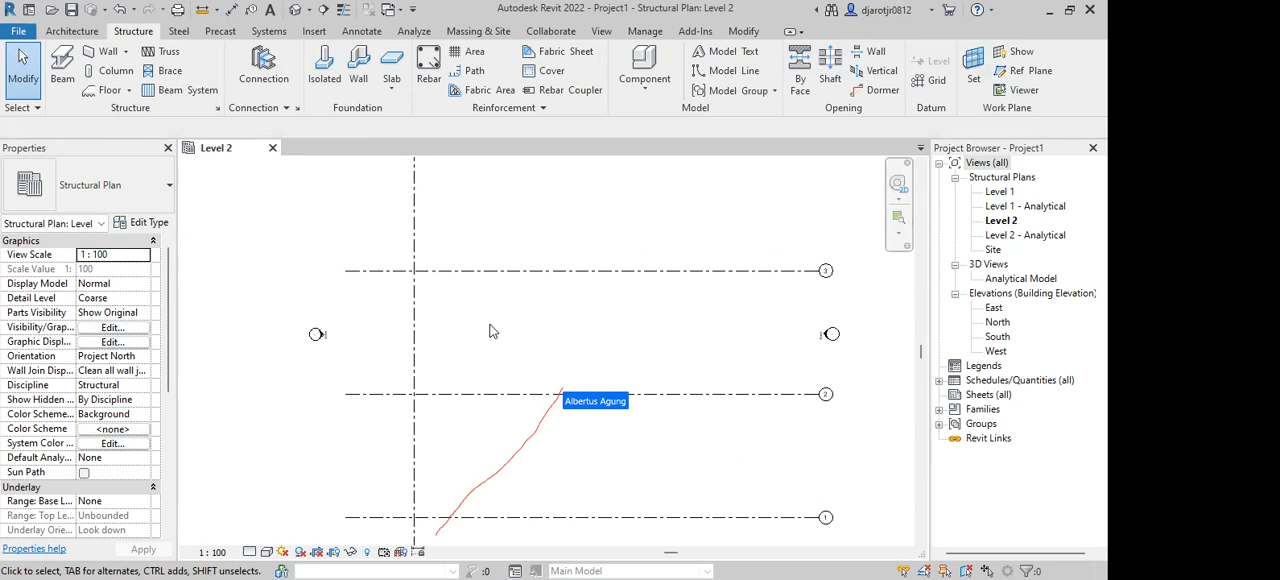 Autodesk Revit 2022 - Project1 - Structural Plan: Level 2
djarotjr0812
File Architecture Structure Steel Precast Systems Insert Annotate Analyze Massing & Site Collaborate View Manage Add-Ins Modify
Modify
Select
Beam
Wall
Column
Floor
Truss
Brace
Beam System
Structure
Connection
Connection
Isolated
Wall
Slab
Foundation
Rebar
Area
Path
Fabric Area
Fabric Sheet
Cover
Rebar Coupler
Reinforcement
Component
Model Text
Model Line
Model Group
Model
By
Face
Shaft
Wall
Vertical
Dormer
Opening
Level
Grid
Datum
Set
Show
Ref Plane
Viewer
Work Plane
Properties
Structural Plan
Structural Plan: Level
Edit Type
Graphics
View Scale 1 : 100
Scale Value 1: 100
Display Model Normal
Detail Level Coarse
Parts Visibility Show Original
Visibility/Grap... Edit...
Graphic Displ... Edit...
Orientation Project North
Wall Join Disp... Clean all wall j...
Discipline Structural
Show Hidden ... By Discipline
Color Scheme... Background
Color Scheme <none>
System Color ... Edit...
Default Analy... None
Sun Path
Underlay
Range: Base L... None
Range: Top Le... Unbounded
Underlay Orie... Look down
Properties help
Apply
Level 2
2D
3
2
1
Albertus Agung
1 : 100
Project Browser - Project1
Views (all)
Structural Plans
Level 1
Level 1 - Analytical
Level 2
Level 2 - Analytical
Site
3D Views
Analytical Model
Elevations (Building Elevation)
East
North
South
West
Legends
Schedules/Quantities (all)
Sheets (all)
Families
Groups
Revit Links
Click to select, TAB for alternates, CTRL adds, SHIFT unselects.
:0
Main Model
:0